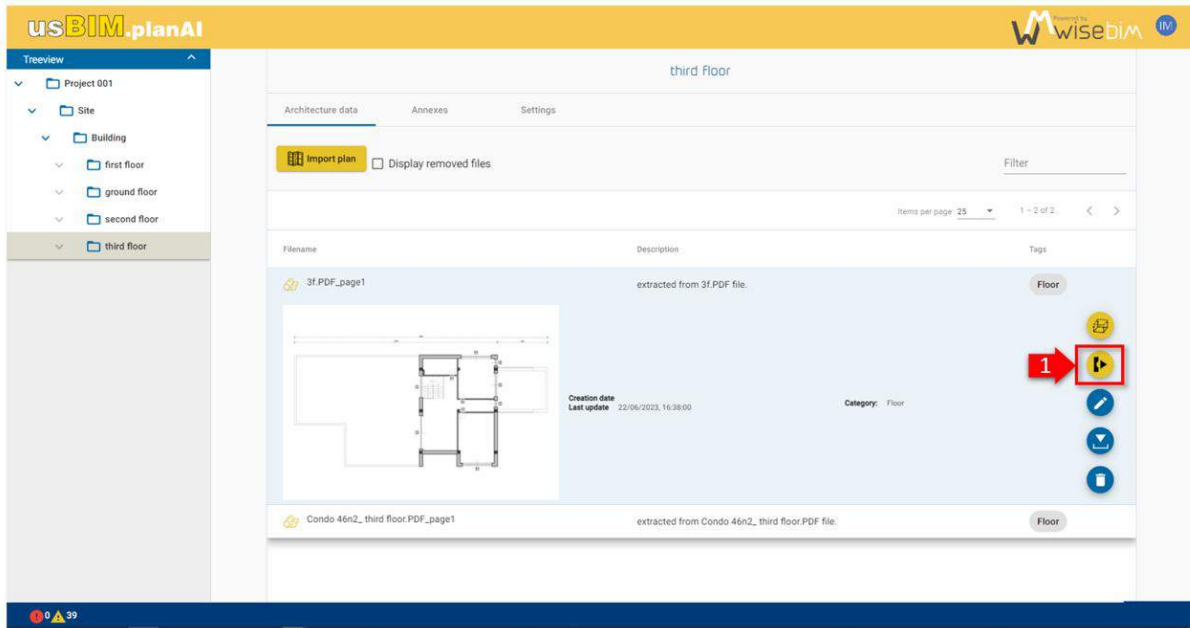 usBIM.planAI
Powered by
wisebim
IM
Treeview
Project 001
Site
Building
first floor
ground floor
second floor
third floor
third floor
Architecture data Annexes Settings
Import plan Display removed files Filter
Items per page 25 1 – 2 of 2
Filename Description Tags
3f.PDF_page1 extracted from 3f.PDF file. Floor
1
Creation date
Last update 22/06/2023, 16:38:00 Category: Floor
Condo 46n2_ third floor.PDF_page1 extracted from Condo 46n2_ third floor.PDF file. Floor
0 39